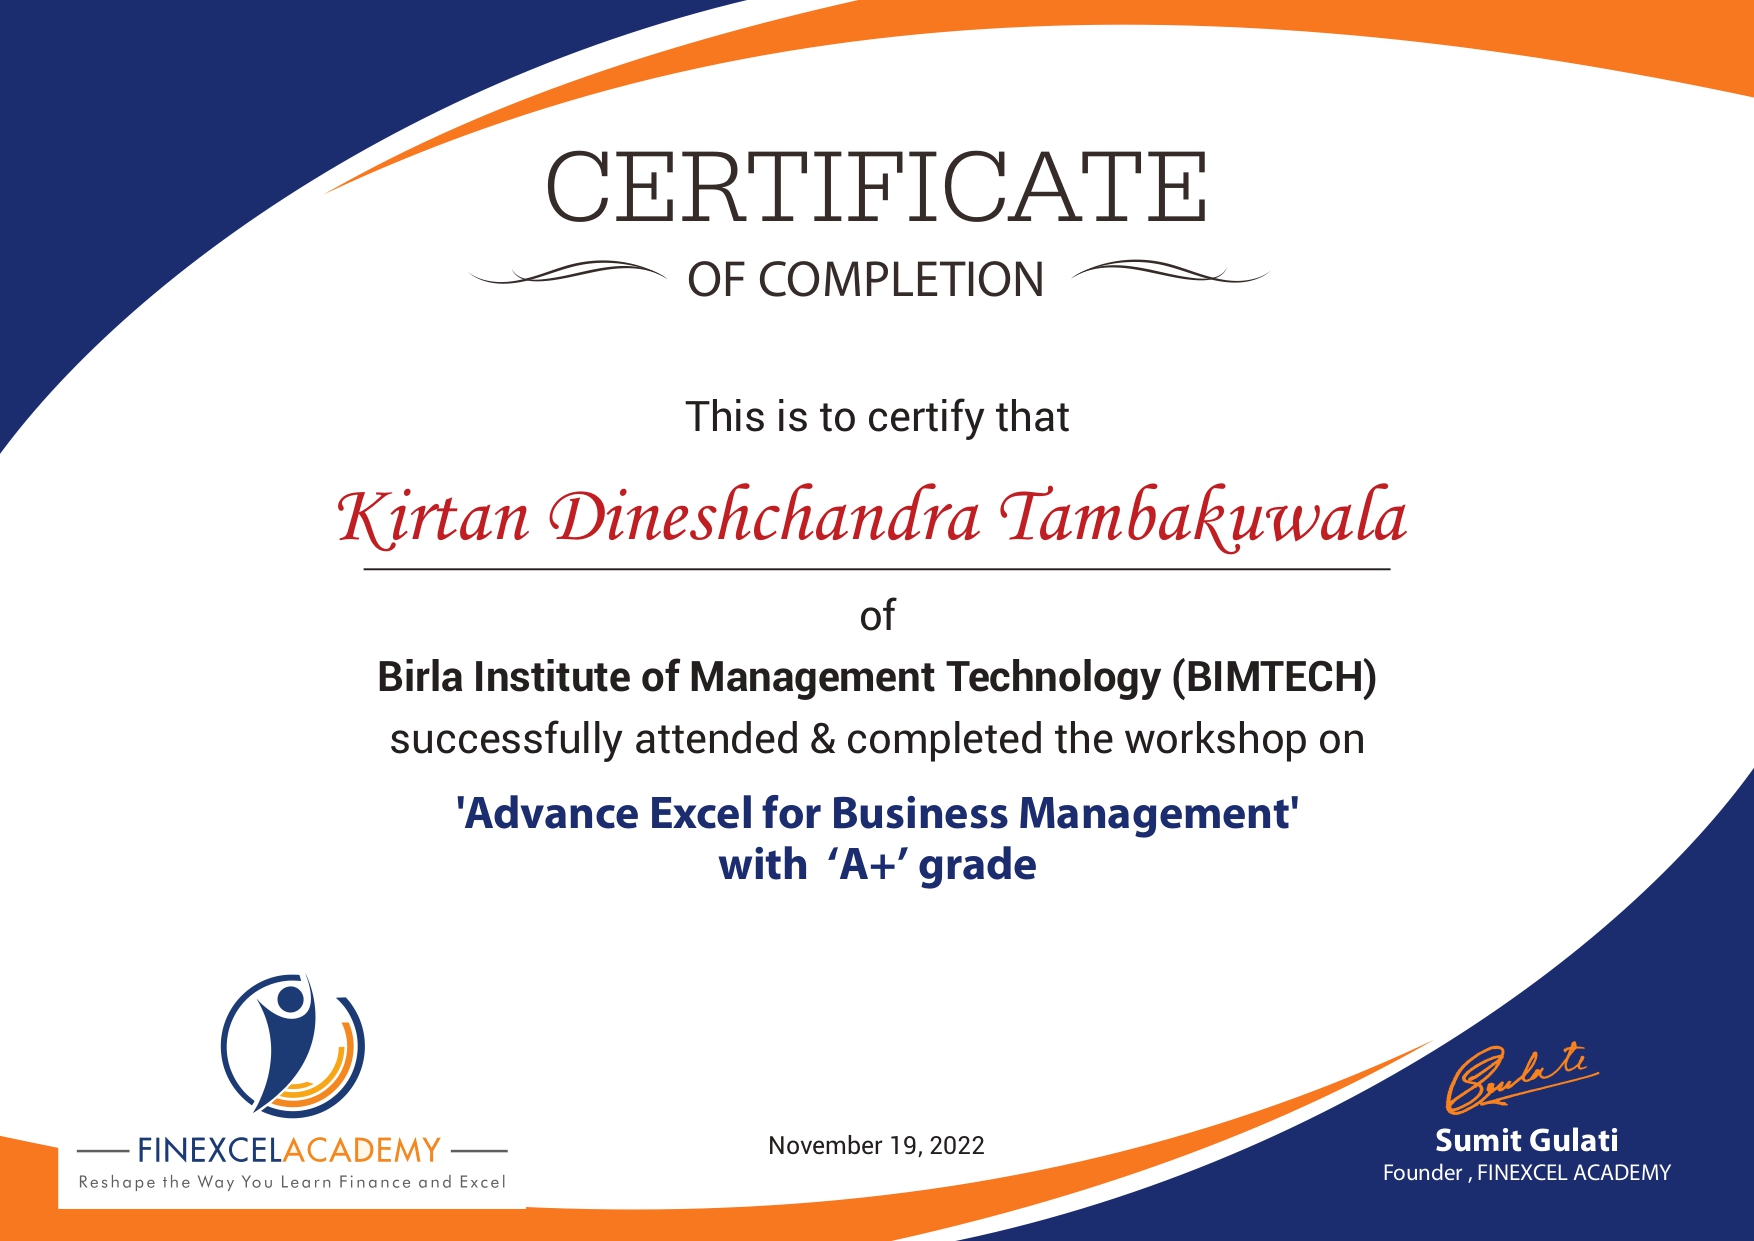 CERTIFICATE
OF COMPLETION
This is to certify that
Kirtan Dineshchandra Tambakuwala
of
Birla Institute of Management Technology (BIMTECH)
successfully attended & completed the workshop on
'Advance Excel for Business Management'
with ‘A+’ grade
FINEXCELACADEMY
Reshape the Way You Learn Finance and Excel
November 19, 2022
Gulati
Sumit Gulati
Founder , FINEXCEL ACADEMY